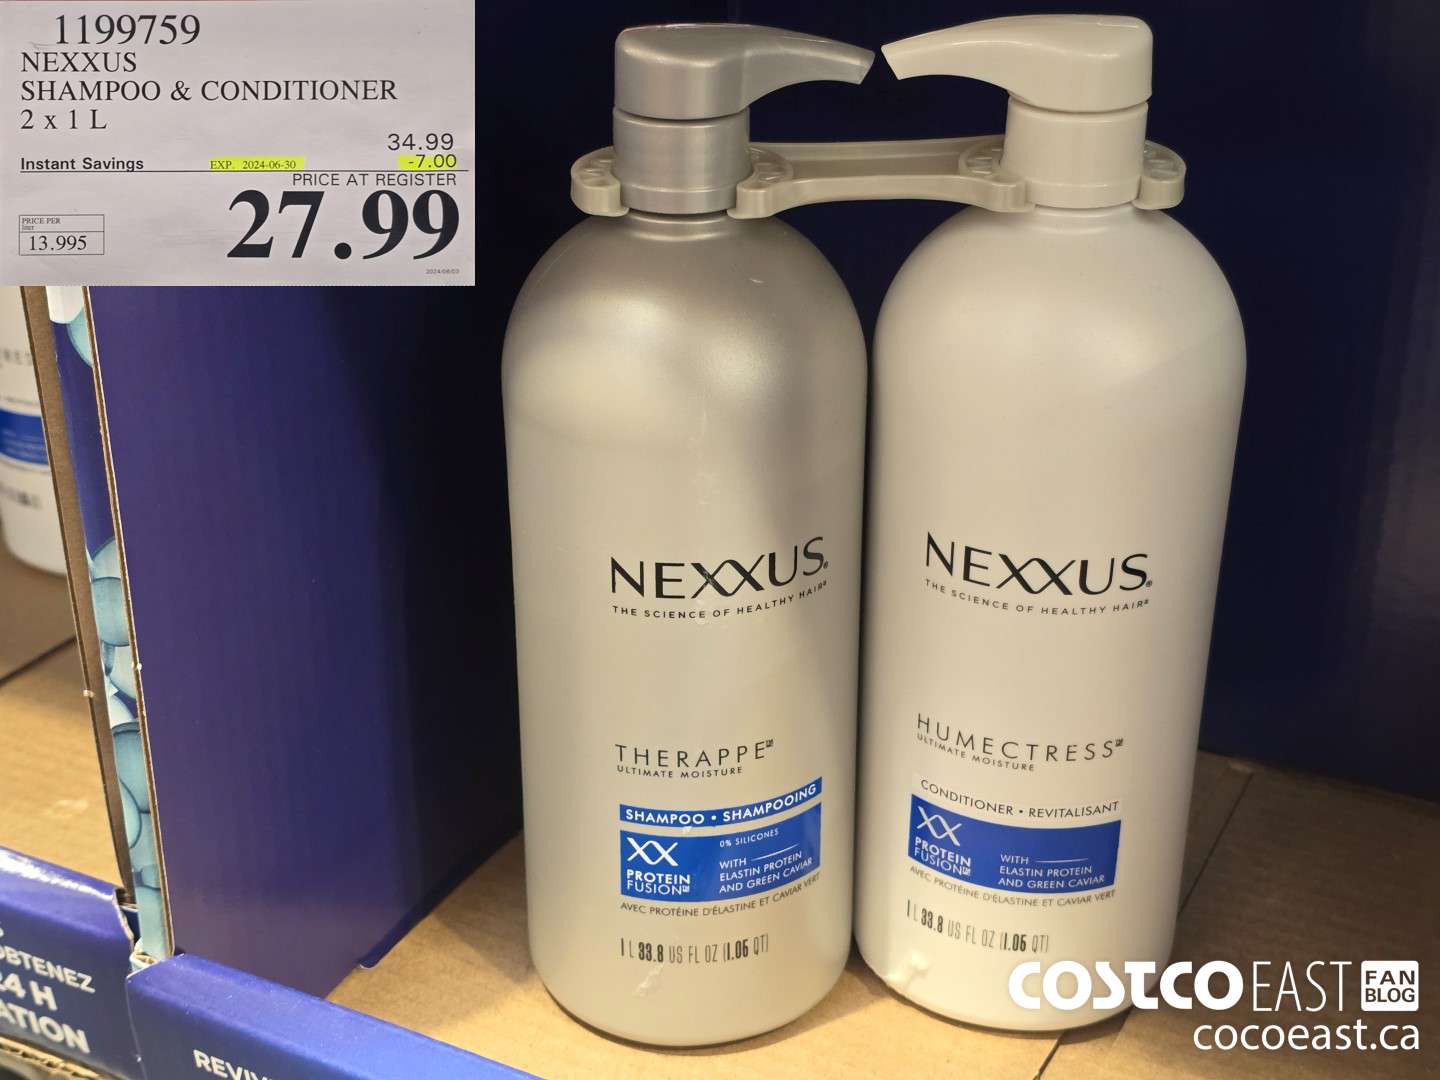 1199759
NEXXUS
SHAMPOO & CONDITIONER
2 x 1 L
34.99
Instant Savings EXP. 2024-06-30 -7.00
PRICE AT REGISTER
27.99
PRICE PER
13.995
2024/06/03
NEXXUS®
THE SCIENCE OF HEALTHY HAIR®
THERAPPE
ULTIMATE MOISTURE
SHAMPOO • SHAMPOOING
0% SILICONES
XX
PROTEIN
FUSION
WITH
ELASTIN PROTEIN
AND GREEN CAVIAR
AVEC PROTÉINE D'ÉLASTINE ET CAVIAR VERT
1 L 33.8 US FL OZ (1.05 QT)
NEXXUS®
THE SCIENCE OF HEALTHY HAIR®
HUMECTRESS
ULTIMATE MOISTURE
CONDITIONER • REVITALISANT
XX
PROTEIN
FUSION
WITH
ELASTIN PROTEIN
AND GREEN CAVIAR
AVEC PROTÉINE D'ÉLASTINE ET CAVIAR VERT
1 L 33.8 US FL OZ (1.05 QT)
OBTENEZ
24 H
ATION
REVIV
COSTCO EAST FAN BLOG
cocoeast.ca